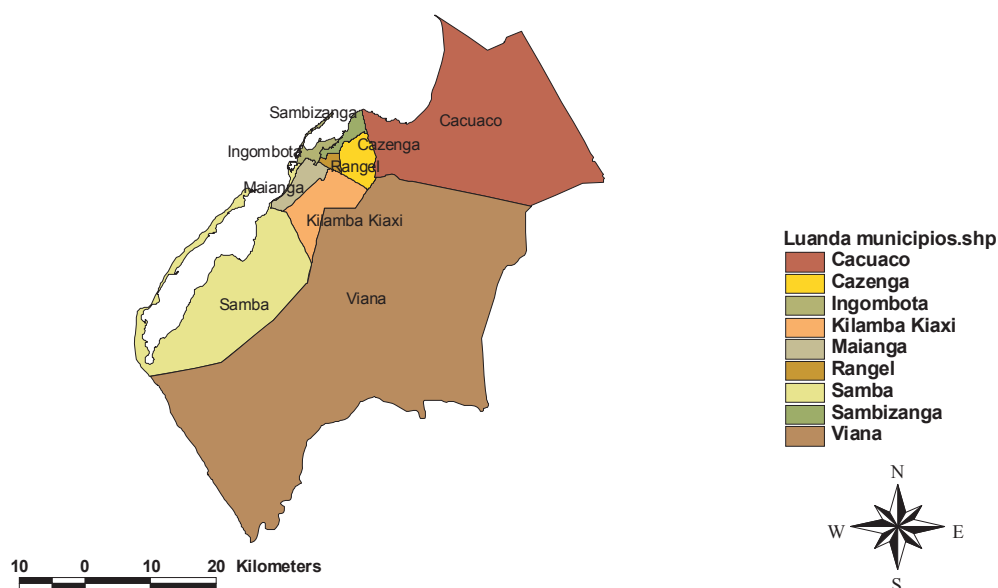 Sambizanga
Cacuaco
Cazenga
Ingombota
Rangel
Maianga
Kilamba Kiaxi
Viana
Samba
Luanda municipios.shp
Cacuaco
Cazenga
Ingombota
Kilamba Kiaxi
Maianga
Rangel
Samba
Sambizanga
Viana
N
W E
S
10 0 10 20 Kilometers